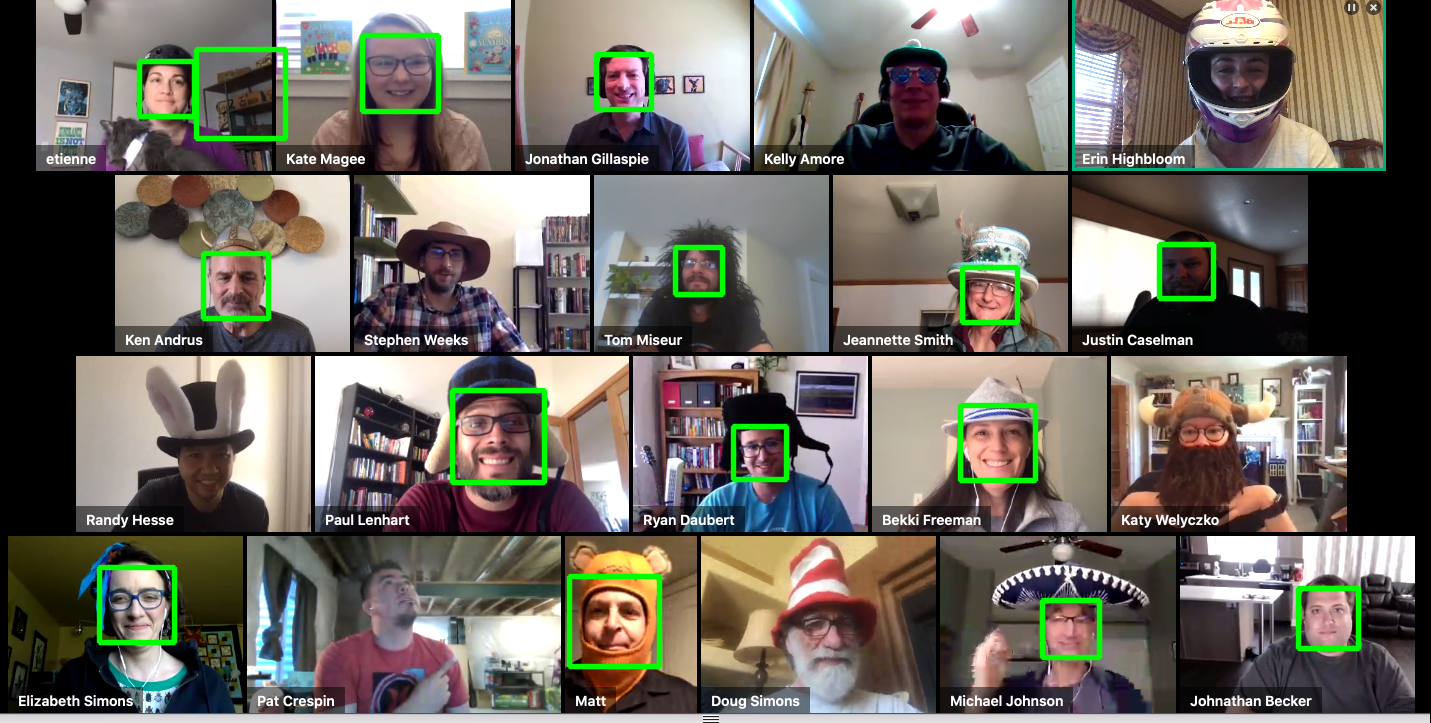 etienne
Kate Magee
Jonathan Gillaspie
Kelly Amore
Erin Highbloom
Ken Andrus
Stephen Weeks
Tom Miseur
Jeannette Smith
Justin Caselman
Randy Hesse
Paul Lenhart
Ryan Daubert
Bekki Freeman
Katy Welyczko
Elizabeth Simons
Pat Crespin
Matt
Doug Simons
Michael Johnson
Johnathan Becker